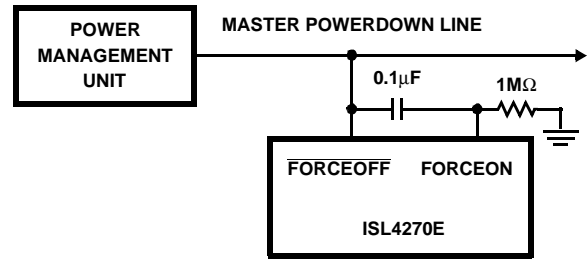 POWER
MANAGEMENT
UNIT
MASTER POWERDOWN LINE
0.1μF
1MΩ
FORCEOFF FORCEON
ISL4270E